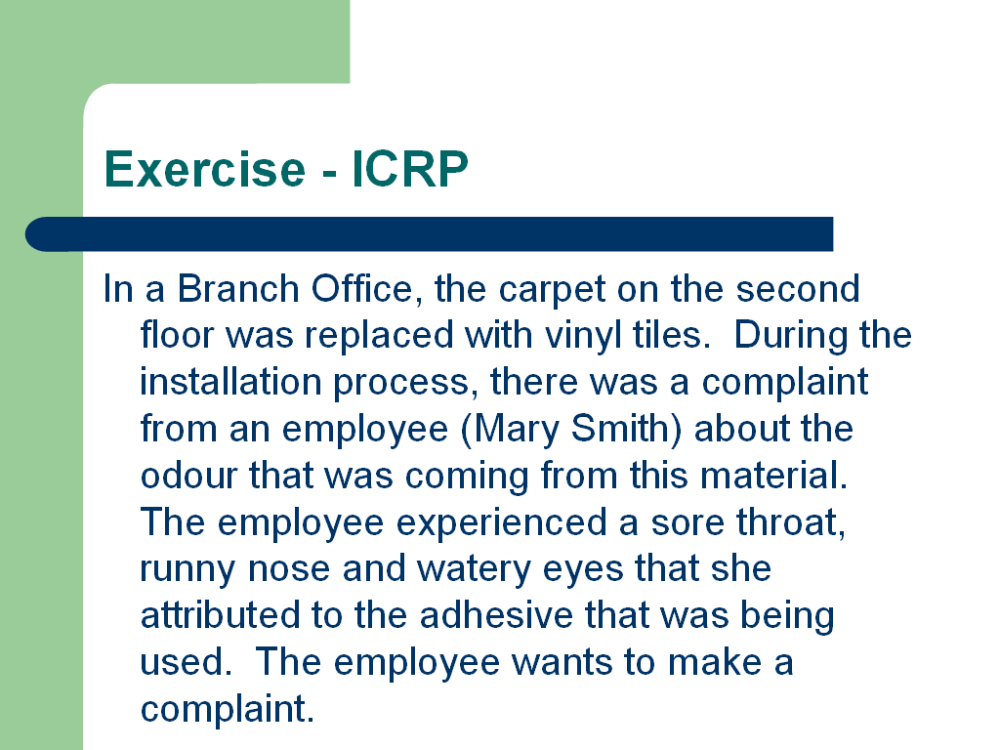 Exercise - ICRP
In a Branch Office, the carpet on the second
floor was replaced with vinyl tiles.  During the
installation process, there was a complaint
from an employee (Mary Smith) about the
odour that was coming from this material.
The employee experienced a sore throat,
runny nose and watery eyes that she
attributed to the adhesive that was being
used.  The employee wants to make a
complaint.